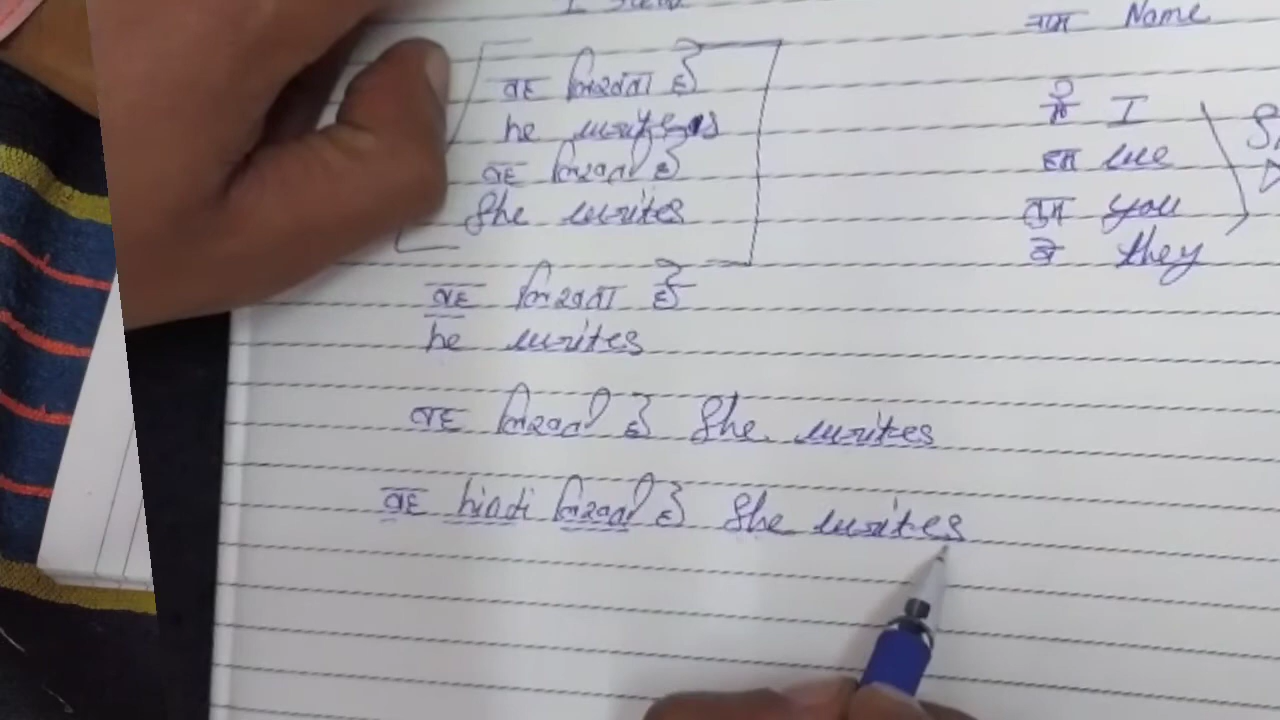 नाम Name
वह लिखता है
he writes
वह लिखती है
She writes
मैं I
हम we
तुम you
वे they
वह लिखता है
he writes
वह लिखती है She writes
वह hindi लिखती है She writes